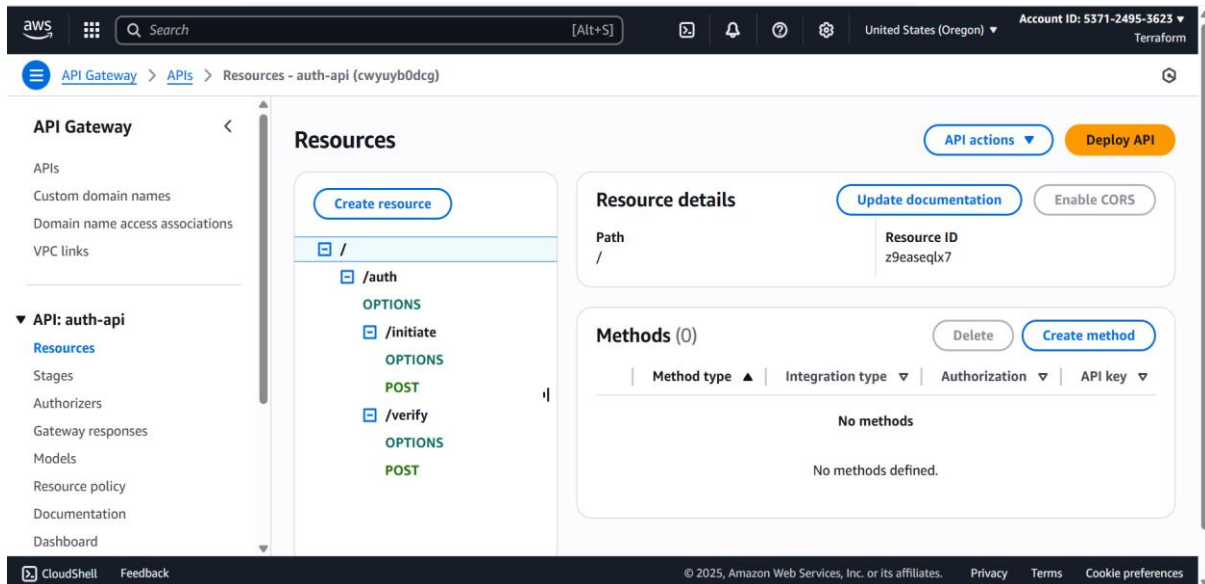 aws
Search
[Alt+S]
United States (Oregon)
Account ID: 5371-2495-3623
Terraform
API Gateway > APIs > Resources - auth-api (cwyuyb0dcg)
API Gateway
APIs
Custom domain names
Domain name access associations
VPC links
API: auth-api
Resources
Stages
Authorizers
Gateway responses
Models
Resource policy
Documentation
Dashboard
Resources
API actions
Deploy API
Create resource
/
/auth
OPTIONS
/initiate
OPTIONS
POST
/verify
OPTIONS
POST
Resource details
Update documentation
Enable CORS
Path
/
Resource ID
z9easeqlx7
Methods (0)
Delete
Create method
Method type
Integration type
Authorization
API key
No methods
No methods defined.
CloudShell
Feedback
© 2025, Amazon Web Services, Inc. or its affiliates.
Privacy
Terms
Cookie preferences